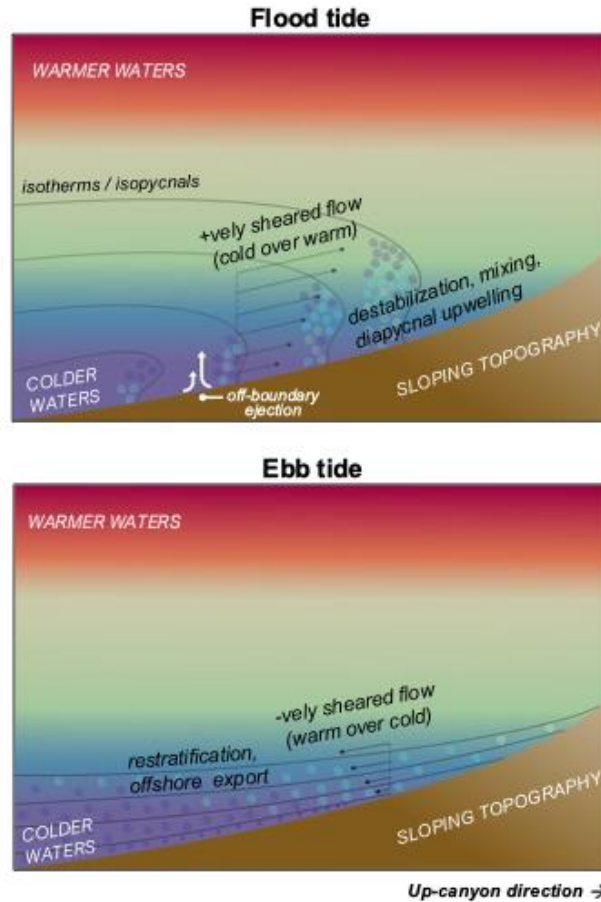 Flood tide
WARMER WATERS
isotherms / isopycnals
+vely sheared flow
(cold over warm)
destabilization, mixing,
diapycnal upwelling
COLDER
WATERS
off-boundary
ejection
SLOPING TOPOGRAPHY
Ebb tide
WARMER WATERS
-vely sheared flow
(warm over cold)
restratification,
offshore export
COLDER
WATERS
SLOPING TOPOGRAPHY
Up-canyon direction →